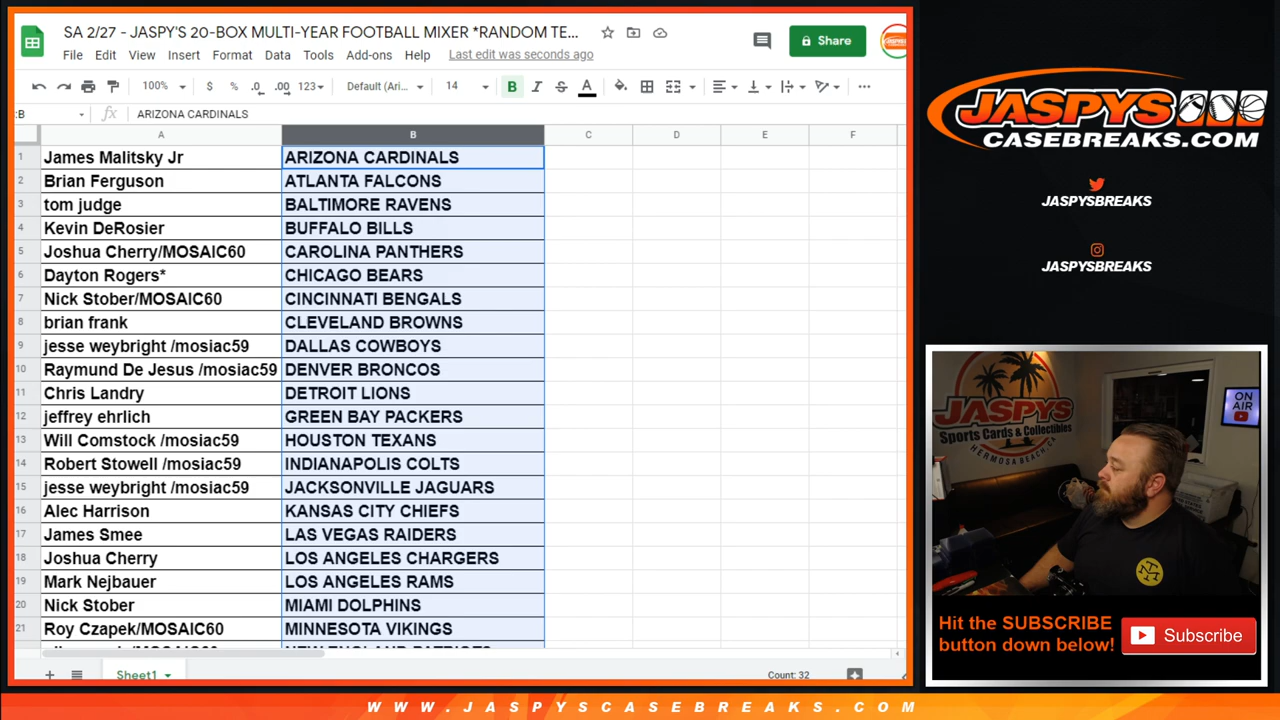 SA 2/27 - JASPY'S 20-BOX MULTI-YEAR FOOTBALL MIXER *RANDOM TE...
File Edit View Insert Format Data Tools Add-ons Help Last edit was seconds ago
Share
100% $ % .0 .00 123 Default (Ari... 14 B I S A
:B fx ARIZONA CARDINALS
A B C D E F
1 James Malitsky Jr ARIZONA CARDINALS
2 Brian Ferguson ATLANTA FALCONS
3 tom judge BALTIMORE RAVENS
4 Kevin DeRosier BUFFALO BILLS
5 Joshua Cherry/MOSAIC60 CAROLINA PANTHERS
6 Dayton Rogers* CHICAGO BEARS
7 Nick Stober/MOSAIC60 CINCINNATI BENGALS
8 brian frank CLEVELAND BROWNS
9 jesse weybright /mosiac59 DALLAS COWBOYS
10 Raymund De Jesus /mosiac59 DENVER BRONCOS
11 Chris Landry DETROIT LIONS
12 jeffrey ehrlich GREEN BAY PACKERS
13 Will Comstock /mosiac59 HOUSTON TEXANS
14 Robert Stowell /mosiac59 INDIANAPOLIS COLTS
15 jesse weybright /mosiac59 JACKSONVILLE JAGUARS
16 Alec Harrison KANSAS CITY CHIEFS
17 James Smee LAS VEGAS RAIDERS
18 Joshua Cherry LOS ANGELES CHARGERS
19 Mark Nejbauer LOS ANGELES RAMS
20 Nick Stober MIAMI DOLPHINS
21 Roy Czapek/MOSAIC60 MINNESOTA VIKINGS
NEW ENGLAND PATRIOTS
Sheet1
Count: 32
JASPYS
CASEBREAKS.COM
JASPYSBREAKS
JASPYSBREAKS
JASPYS
Sports Cards & Collectibles
HERMOSA BEACH, CA
ON
AIR
Hit the SUBSCRIBE
button down below!
Subscribe
WWW.JASPYSCASEBREAKS.COM